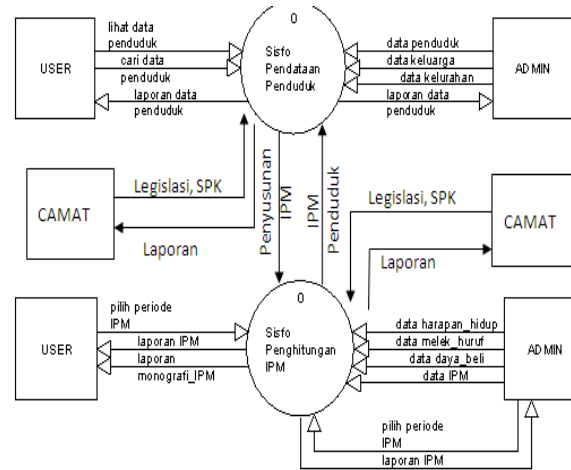 lihat data
penduduk
cari data
penduduk
laporan data
penduduk
USER
0
Sisfo
Pendataan
Penduduk
data penduduk
data keluarga
data kelurahan
laporan data
penduduk
ADMIN
CAMAT
Legislasi, SPK
Laporan
Penyusunan
IPM
IPM
Penduduk
Legislasi, SPK
Laporan
CAMAT
USER
pilih periode
IPM
laporan IPM
laporan
monografi_IPM
0
Sisfo
Penghitungan
IPM
data harapan_hidup
data melek_huruf
data daya_beli
data IPM
ADMIN
pilih periode
IPM
laporan IPM